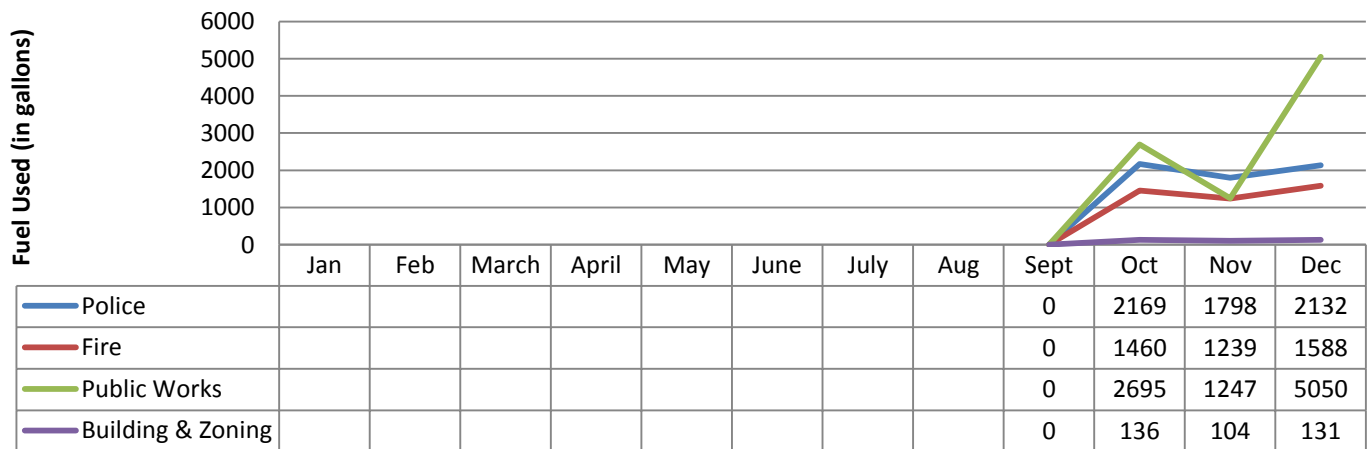 Fuel Used (in gallons)
6000
5000
4000
3000
2000
1000
0
Jan Feb March April May June July Aug Sept Oct Nov Dec
Police 0 2169 1798 2132
Fire 0 1460 1239 1588
Public Works 0 2695 1247 5050
Building & Zoning 0 136 104 131